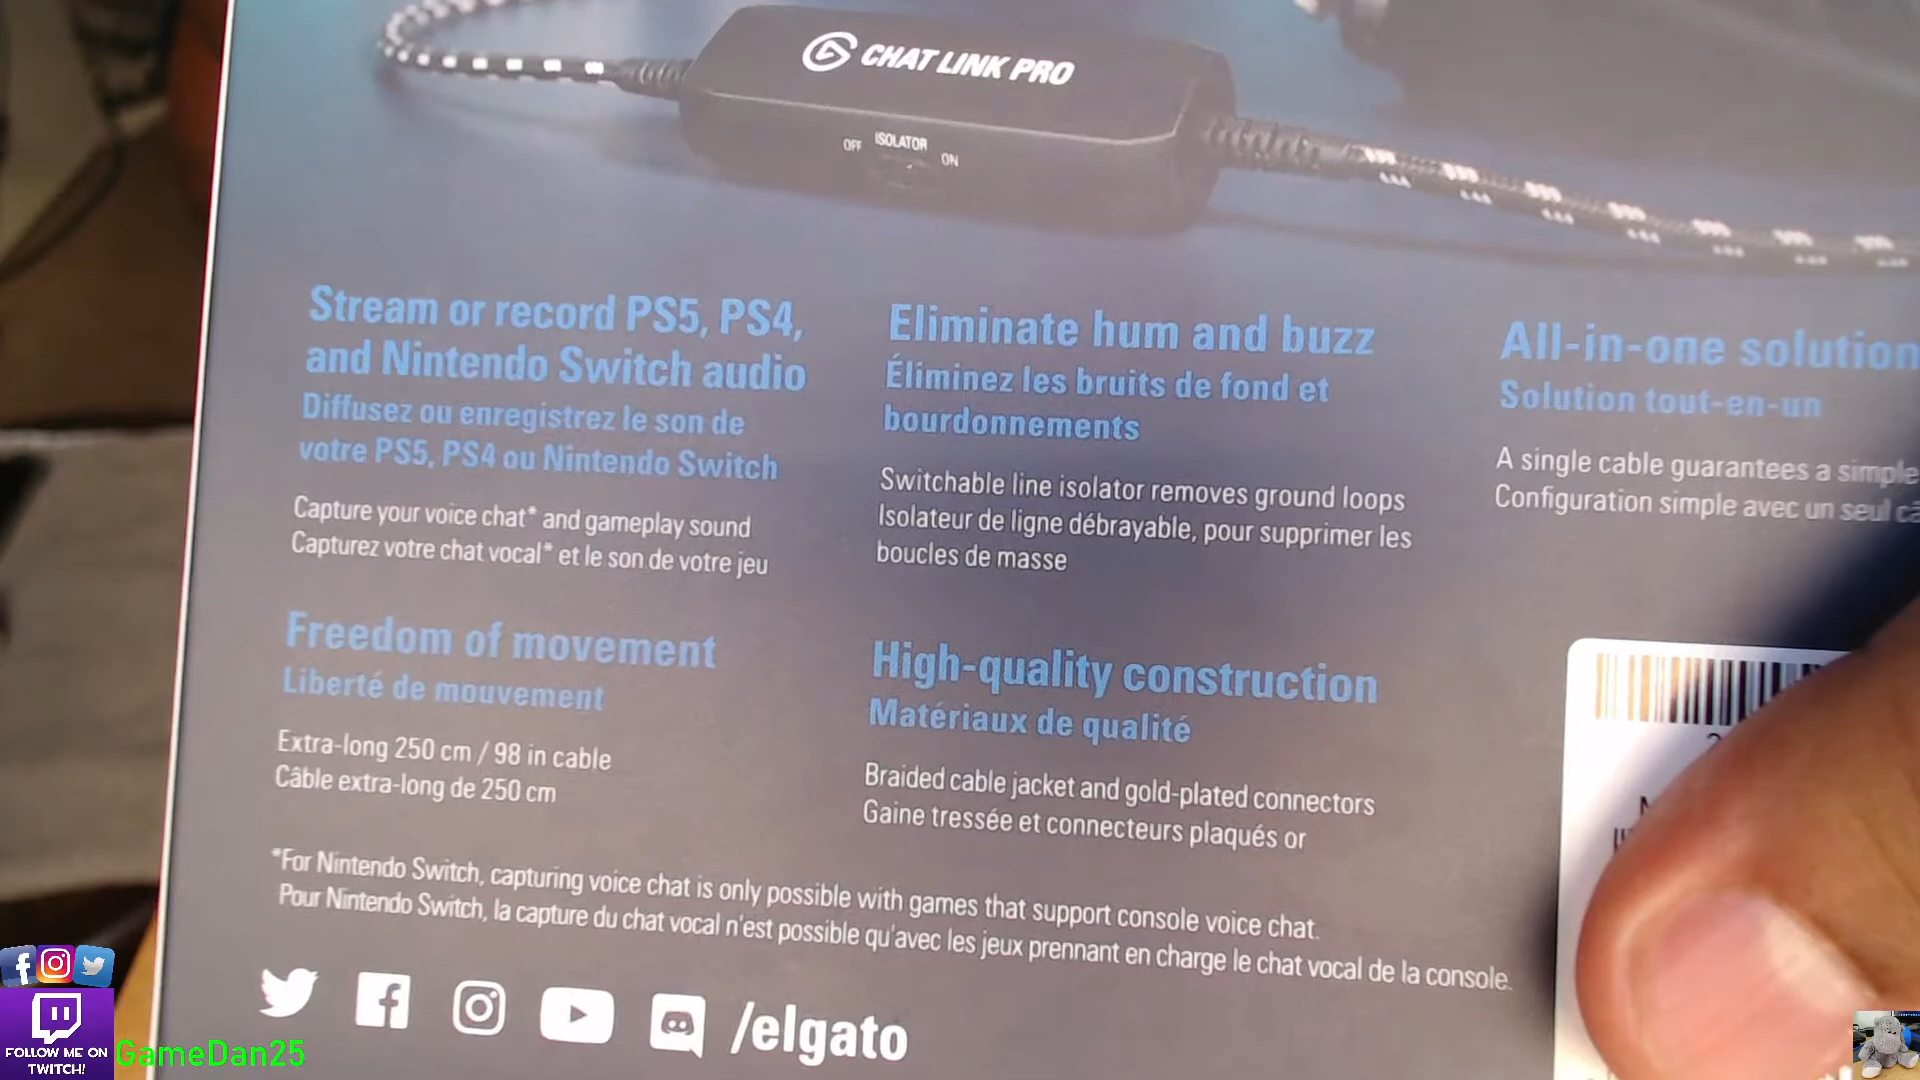 CHAT LINK PRO
OFF ISOLATOR ON
Stream or record PS5, PS4,
and Nintendo Switch audio
Diffusez ou enregistrez le son de
votre PS5, PS4 ou Nintendo Switch
Capture your voice chat* and gameplay sound
Capturez votre chat vocal* et le son de votre jeu
Eliminate hum and buzz
Éliminez les bruits de fond et
bourdonnements
Switchable line isolator removes ground loops
Isolateur de ligne débrayable, pour supprimer les
boucles de masse
All-in-one solution
Solution tout-en-un
A single cable guarantees a simple
Configuration simple avec un seul
Freedom of movement
Liberté de mouvement
Extra-long 250 cm / 98 in cable
Câble extra-long de 250 cm
High-quality construction
Matériaux de qualité
Braided cable jacket and gold-plated connectors
Gaine tressée et connecteurs plaqués or
*For Nintendo Switch, capturing voice chat is only possible with games that support console voice chat.
Pour Nintendo Switch, la capture du chat vocal n'est possible qu'avec les jeux prennant en charge le chat vocal de la console.
/elgato
FOLLOW ME ON
TWITCH!
GameDan25